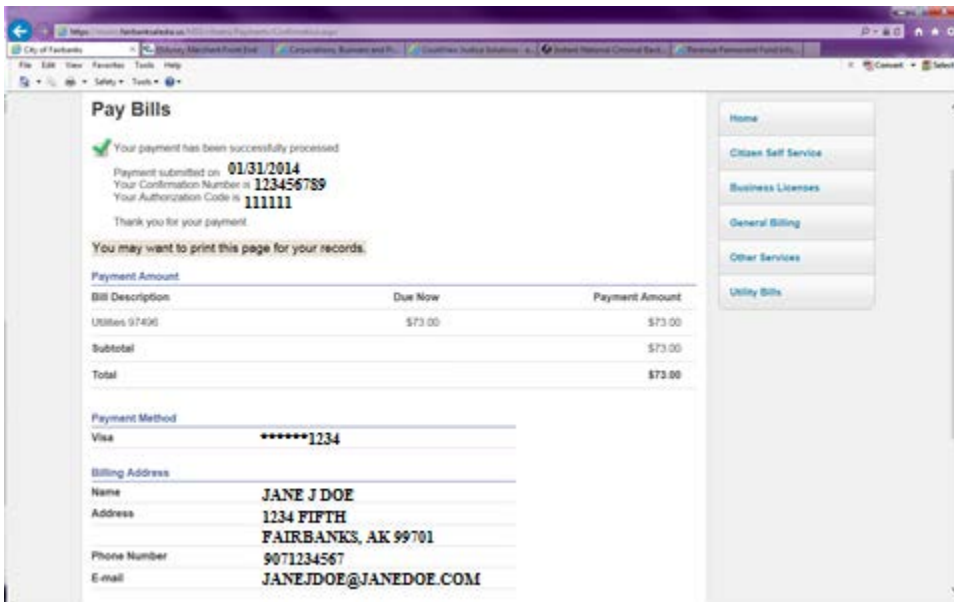 City of Fairbanks
File Edit View Favorites Tools Help
Convert Select
Safety Tools
Pay Bills
Your payment has been successfully processed
Payment submitted on 01/31/2014
Your Confirmation Number is 123456789
Your Authorization Code is 111111
Thank you for your payment
You may want to print this page for your records.
Payment Amount
Bill Description Due Now Payment Amount
Utilities 97496 $73.00 $73.00
Subtotal $73.00
Total $73.00
Payment Method
Visa ******1234
Billing Address
Name JANE J DOE
Address 1234 FIFTH
FAIRBANKS, AK 99701
Phone Number 9071234567
E-mail JANEJDOE@JANEDOE.COM
Home
Citizen Self Service
Business Licenses
General Billing
Other Services
Utility Bills